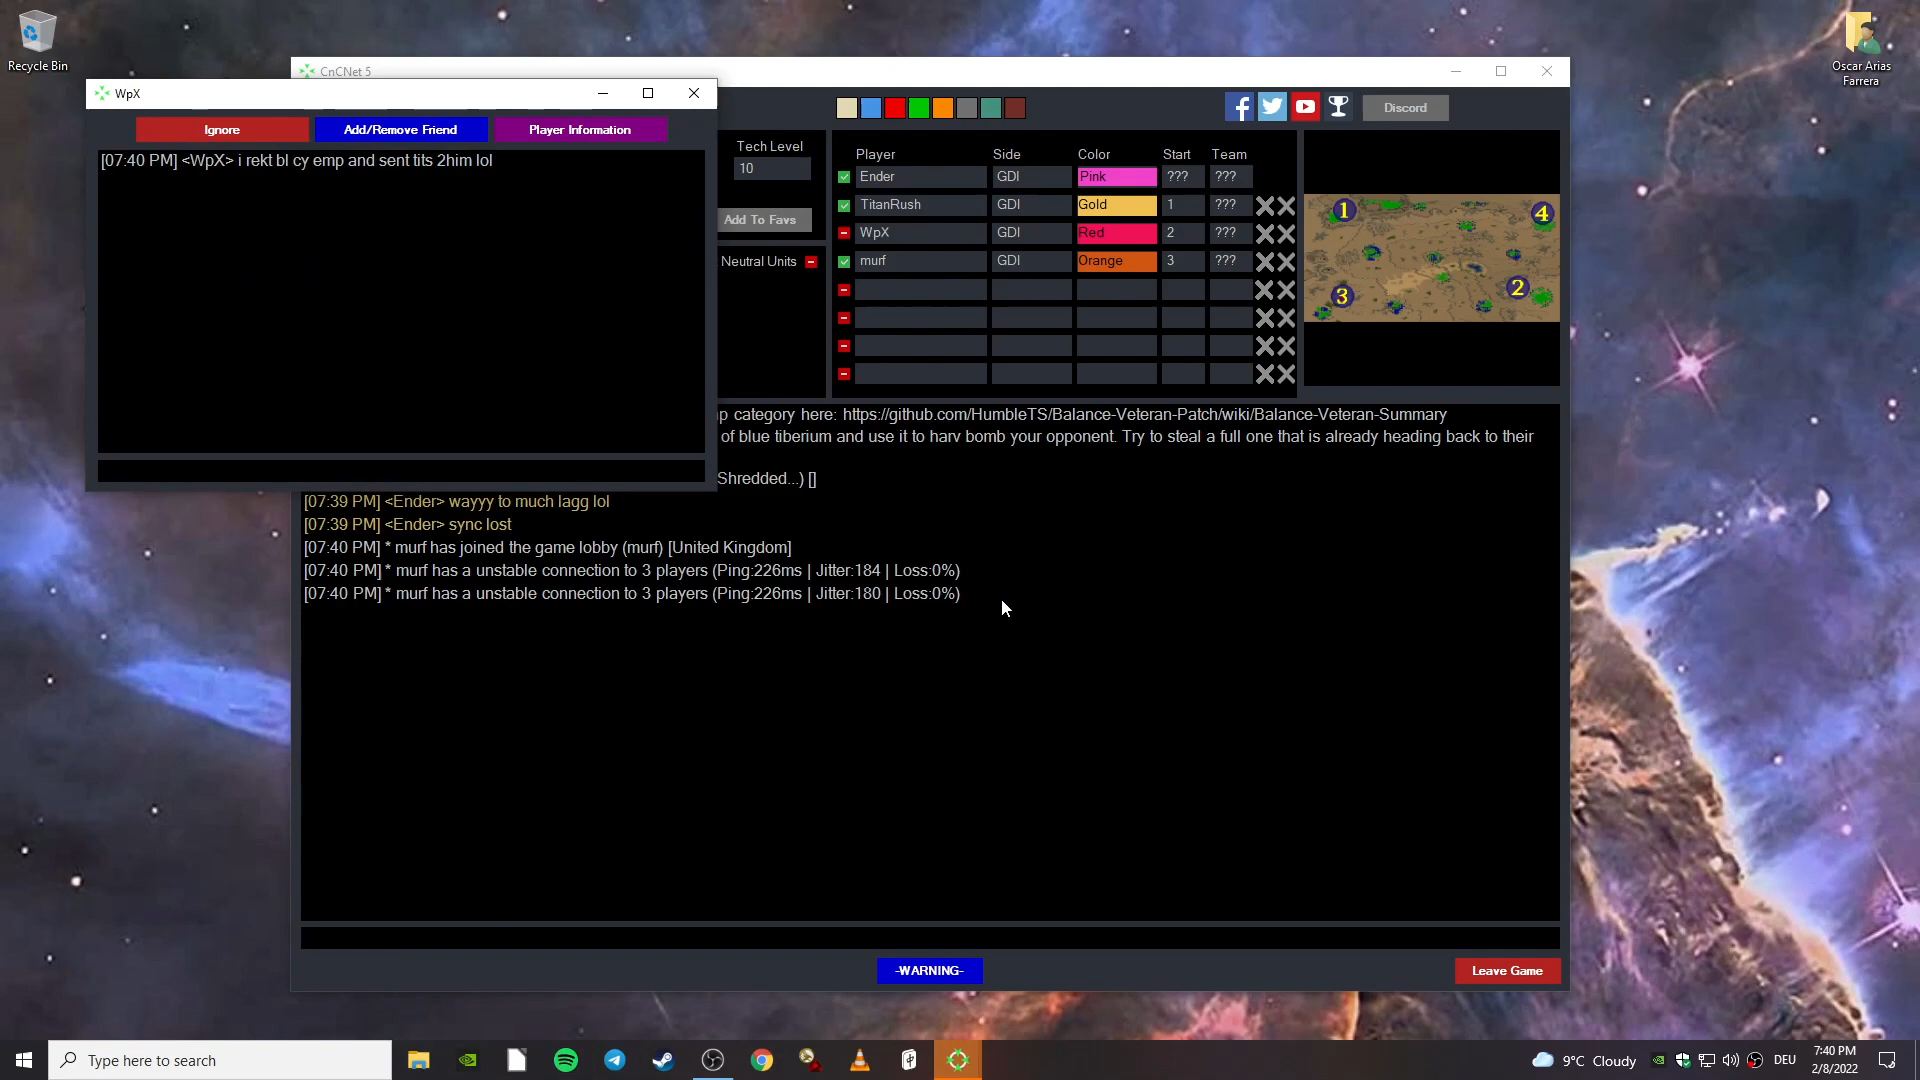 Recycle Bin
Oscar Arias
Farrera
CnCNet 5
WpX
Ignore
Add/Remove Friend
Player Information
[07:40 PM] <WpX> i rekt bl cy emp and sent tits 2him lol
Discord
Tech Level
10
Add To Favs
Neutral Units
Player Side Color Start Team
Ender GDI Pink ??? ???
TitanRush GDI Gold 1 ???
WpX GDI Red 2 ???
murf GDI Orange 3 ???
1
4
3
2
p category here: https://github.com/HumbleTS/Balance-Veteran-Patch/wiki/Balance-Veteran-Summary
of blue tiberium and use it to harv bomb your opponent. Try to steal a full one that is already heading back to their
Shredded...) []
[07:39 PM] <Ender> wayyy to much lagg lol
[07:39 PM] <Ender> sync lost
[07:40 PM] * murf has joined the game lobby (murf) [United Kingdom]
[07:40 PM] * murf has a unstable connection to 3 players (Ping:226ms | Jitter:184 | Loss:0%)
[07:40 PM] * murf has a unstable connection to 3 players (Ping:226ms | Jitter:180 | Loss:0%)
-WARNING-
Leave Game
Type here to search
9°C Cloudy
DEU
7:40 PM
2/8/2022